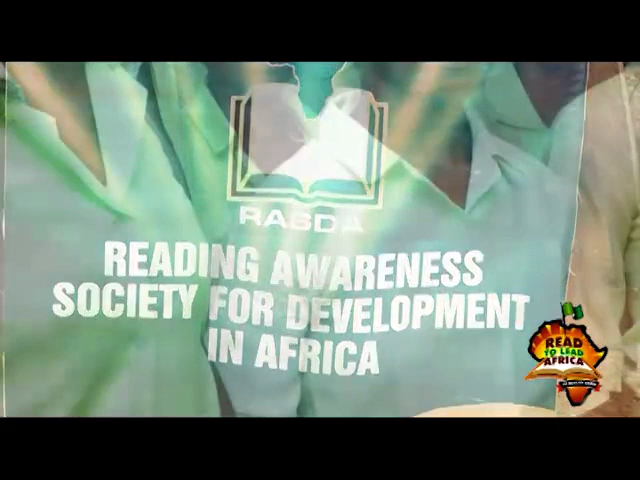 RASDA
READING AWARENESS
SOCIETY FOR DEVELOPMENT
IN AFRICA
READ
TO LEAD
AFRICA